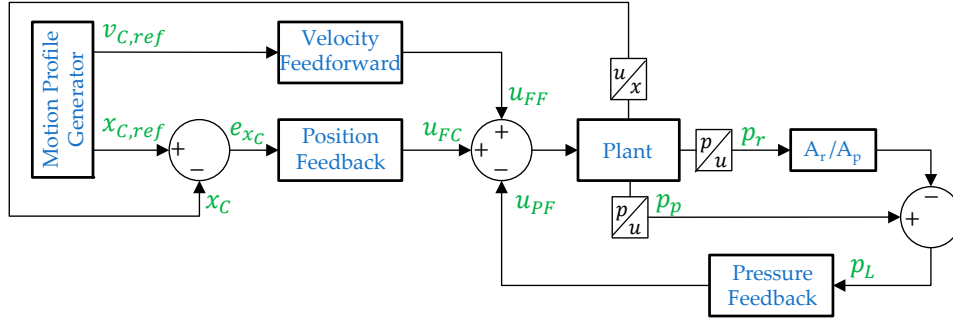 Motion Profile
Generator
v_{C,ref}
x_{C,ref}
+
−
x_C
e_{x_C}
Velocity
Feedforward
Position
Feedback
u_{FF}
u_{FC}
+
+
−
u_{PF}
Plant
u/x
p/u
p_r
A_r/A_p
p/u
p_p
−
+
p_L
Pressure
Feedback